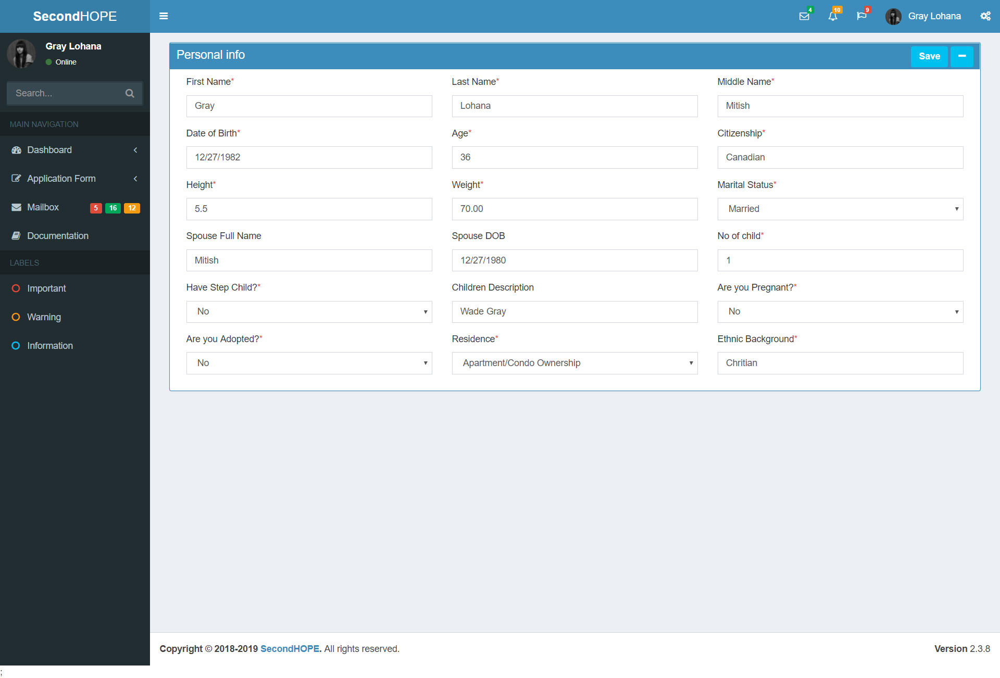 SecondHOPE
4
10
9
Gray Lohana
Gray Lohana
Online
Search...
MAIN NAVIGATION
Dashboard
Application Form
Mailbox 5 16 12
Documentation
LABELS
Important
Warning
Information
Personal info
Save
First Name* Last Name* Middle Name*
Gray Lohana Mitish
Date of Birth* Age* Citizenship*
12/27/1982 36 Canadian
Height* Weight* Marital Status*
5.5 70.00 Married
Spouse Full Name Spouse DOB No of child*
Mitish 12/27/1980 1
Have Step Child?* Children Description Are you Pregnant?*
No Wade Gray No
Are you Adopted?* Residence* Ethnic Background*
No Apartment/Condo Ownership Chritian
Copyright © 2018-2019 SecondHOPE. All rights reserved. Version 2.3.8
;